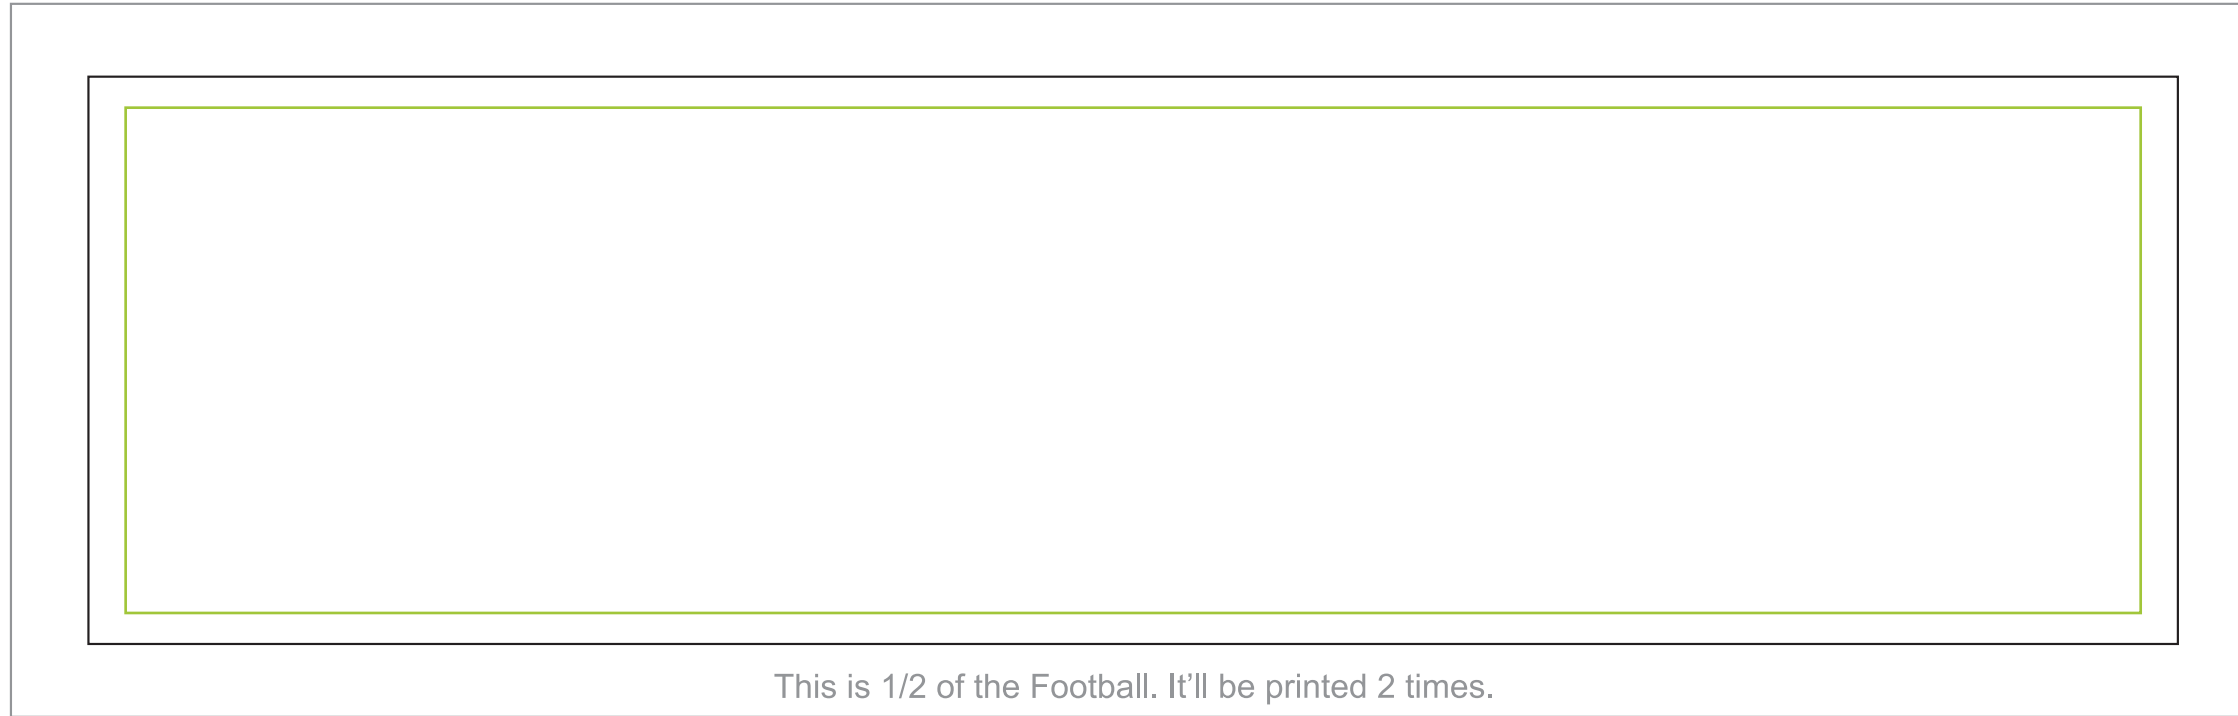 This is 1/2 of the Football. It’ll be printed 2 times.